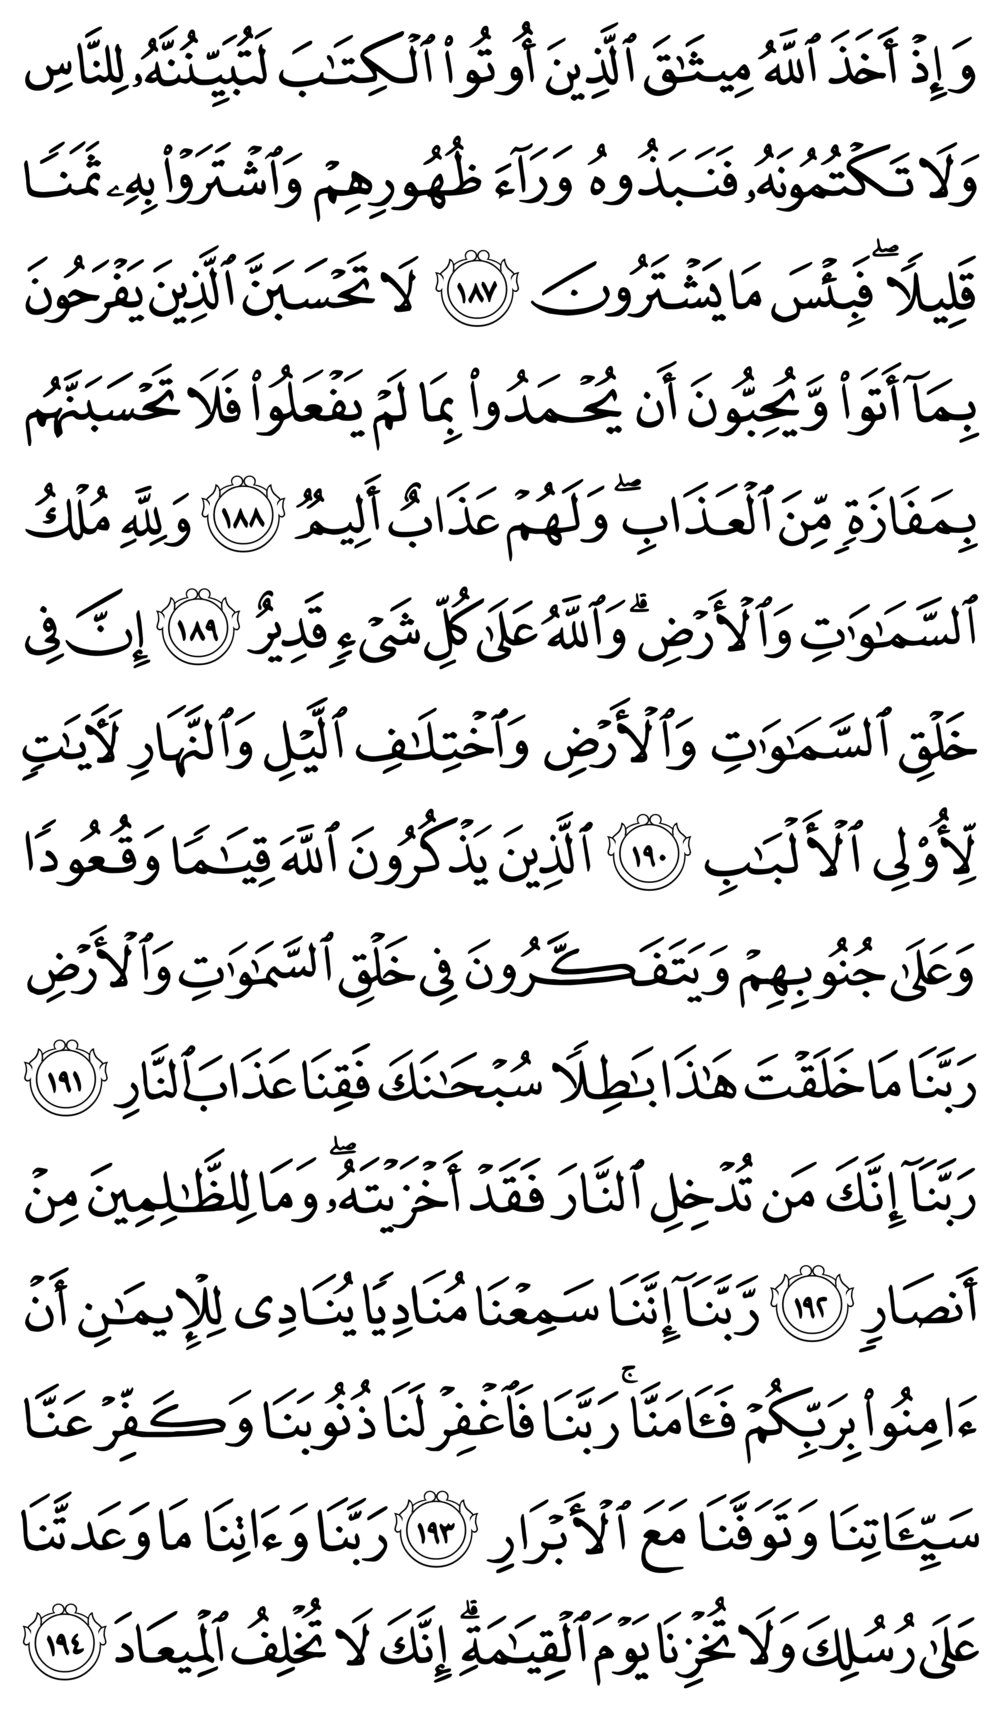 وَإِذۡ أَخَذَ ٱللَّهُ مِيثَٰقَ ٱلَّذِينَ أُوتُواْ ٱلۡكِتَٰبَ لَتُبَيِّنُنَّهُۥ لِلنَّاسِ
وَلَا تَكۡتُمُونَهُۥ فَنَبَذُوهُ وَرَآءَ ظُهُورِهِمۡ وَٱشۡتَرَوۡاْ بِهِۦ ثَمَنٗا
قَلِيلٗاۖ فَبِئۡسَ مَا يَشۡتَرُونَ ١٨٧ لَا تَحۡسَبَنَّ ٱلَّذِينَ يَفۡرَحُونَ
بِمَآ أَتَواْ وَّيُحِبُّونَ أَن يُحۡمَدُواْ بِمَا لَمۡ يَفۡعَلُواْ فَلَا تَحۡسَبَنَّهُم
بِمَفَازَةٖ مِّنَ ٱلۡعَذَابِۖ وَلَهُمۡ عَذَابٌ أَلِيمٞ ١٨٨ وَلِلَّهِ مُلۡكُ
ٱلسَّمَٰوَٰتِ وَٱلۡأَرۡضِۗ وَٱللَّهُ عَلَىٰ كُلِّ شَيۡءٖ قَدِيرٌ ١٨٩ إِنَّ فِي
خَلۡقِ ٱلسَّمَٰوَٰتِ وَٱلۡأَرۡضِ وَٱخۡتِلَٰفِ ٱلَّيۡلِ وَٱلنَّهَارِ لَأٓيَٰتٖ
لِّأُوْلِي ٱلۡأَلۡبَٰبِ ١٩٠ ٱلَّذِينَ يَذۡكُرُونَ ٱللَّهَ قِيَٰمٗا وَقُعُودٗا
وَعَلَىٰ جُنُوبِهِمۡ وَيَتَفَكَّرُونَ فِي خَلۡقِ ٱلسَّمَٰوَٰتِ وَٱلۡأَرۡضِ
رَبَّنَا مَا خَلَقۡتَ هَٰذَا بَٰطِلٗا سُبۡحَٰنَكَ فَقِنَا عَذَابَ ٱلنَّارِ ١٩١
رَبَّنَآ إِنَّكَ مَن تُدۡخِلِ ٱلنَّارَ فَقَدۡ أَخۡزَيۡتَهُۥۖ وَمَا لِلظَّٰلِمِينَ مِنۡ
أَنصَارٖ ١٩٢ رَّبَّنَآ إِنَّنَا سَمِعۡنَا مُنَادِيٗا يُنَادِي لِلۡإِيمَٰنِ أَنۡ
ءَامِنُواْ بِرَبِّكُمۡ فَـَٔامَنَّاۚ رَبَّنَا فَٱغۡفِرۡ لَنَا ذُنُوبَنَا وَكَفِّرۡ عَنَّا
سَيِّـَٔاتِنَا وَتَوَفَّنَا مَعَ ٱلۡأَبۡرَارِ ١٩٣ رَبَّنَا وَءَاتِنَا مَا وَعَدتَّنَا
عَلَىٰ رُسُلِكَ وَلَا تُخۡزِنَا يَوۡمَ ٱلۡقِيَٰمَةِۗ إِنَّكَ لَا تُخۡلِفُ ٱلۡمِيعَادَ ١٩٤